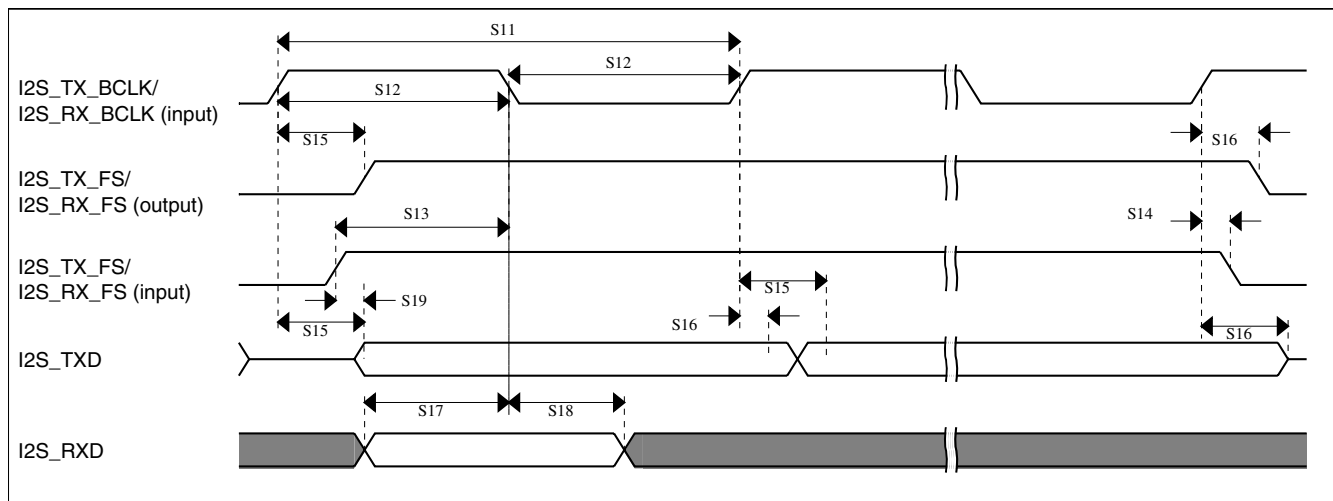 S11
S12
I2S_TX_BCLK/
I2S_RX_BCLK (input)
S12
S15
S16
I2S_TX_FS/
I2S_RX_FS (output)
S13
S14
I2S_TX_FS/
I2S_RX_FS (input)
S15
S19
S15
S16
S16
I2S_TXD
S17
S18
I2S_RXD